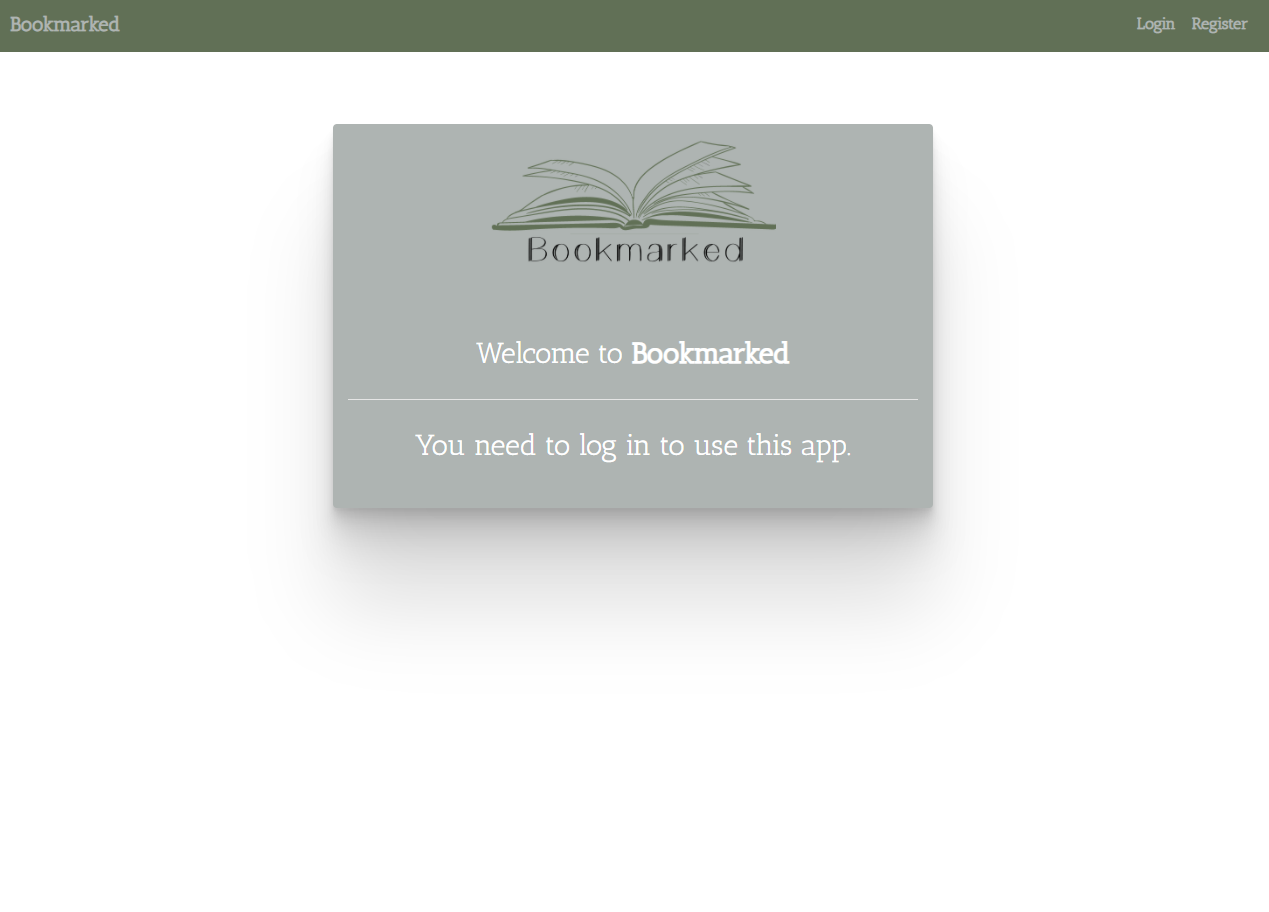 Bookmarked Login Register
Bookmarked
Welcome to Bookmarked
You need to log in to use this app.